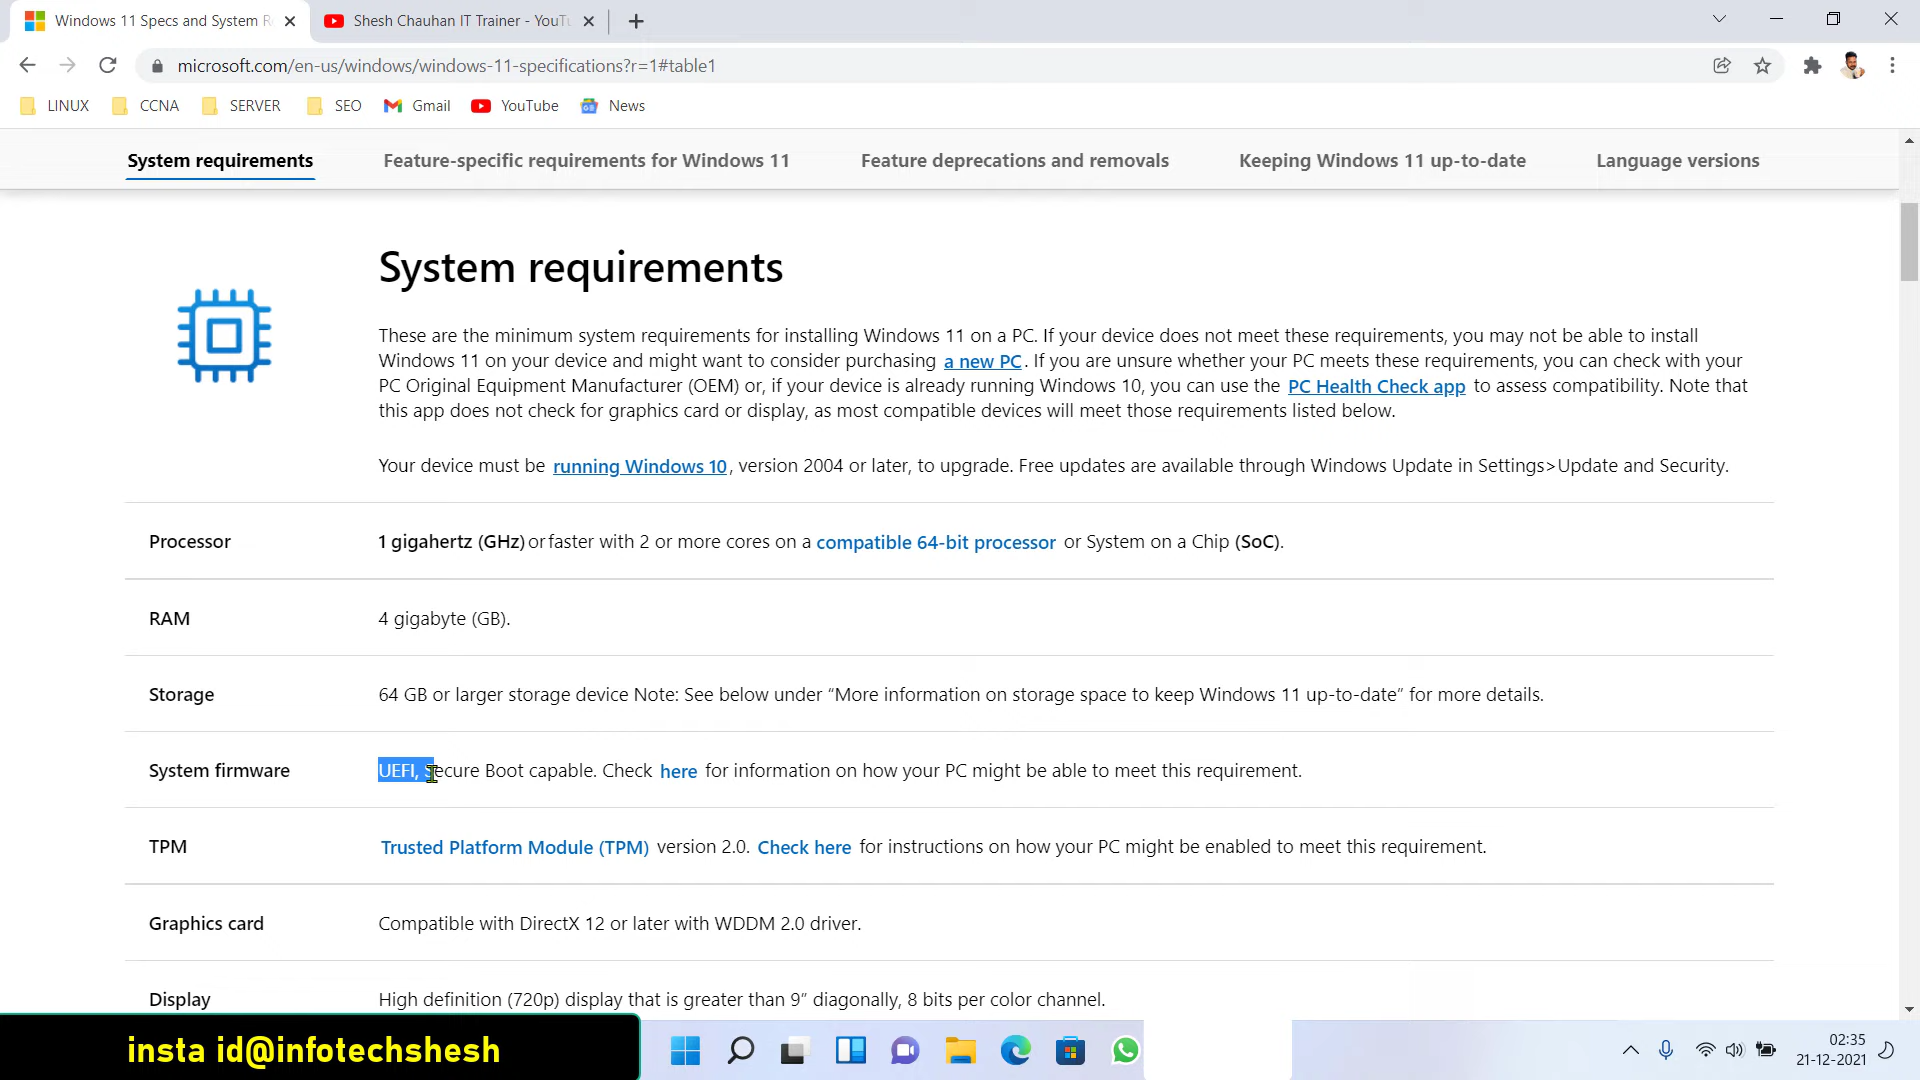 Windows 11 Specs and System R
Shesh Chauhan IT Trainer - YouTu
microsoft.com/en-us/windows/windows-11-specifications?r=1#table1
LINUX CCNA SERVER SEO Gmail YouTube News
System requirements Feature-specific requirements for Windows 11 Feature deprecations and removals Keeping Windows 11 up-to-date Language versions
System requirements
These are the minimum system requirements for installing Windows 11 on a PC. If your device does not meet these requirements, you may not be able to install
Windows 11 on your device and might want to consider purchasing a new PC. If you are unsure whether your PC meets these requirements, you can check with your
PC Original Equipment Manufacturer (OEM) or, if your device is already running Windows 10, you can use the PC Health Check app to assess compatibility. Note that
this app does not check for graphics card or display, as most compatible devices will meet those requirements listed below.
Your device must be running Windows 10, version 2004 or later, to upgrade. Free updates are available through Windows Update in Settings>Update and Security.
Processor 1 gigahertz (GHz) or faster with 2 or more cores on a compatible 64-bit processor or System on a Chip (SoC).
RAM 4 gigabyte (GB).
Storage 64 GB or larger storage device Note: See below under “More information on storage space to keep Windows 11 up-to-date” for more details.
System firmware UEFI, Secure Boot capable. Check here for information on how your PC might be able to meet this requirement.
TPM Trusted Platform Module (TPM) version 2.0. Check here for instructions on how your PC might be enabled to meet this requirement.
Graphics card Compatible with DirectX 12 or later with WDDM 2.0 driver.
Display High definition (720p) display that is greater than 9” diagonally, 8 bits per color channel.
insta id@infotechshesh
02:35
21-12-2021